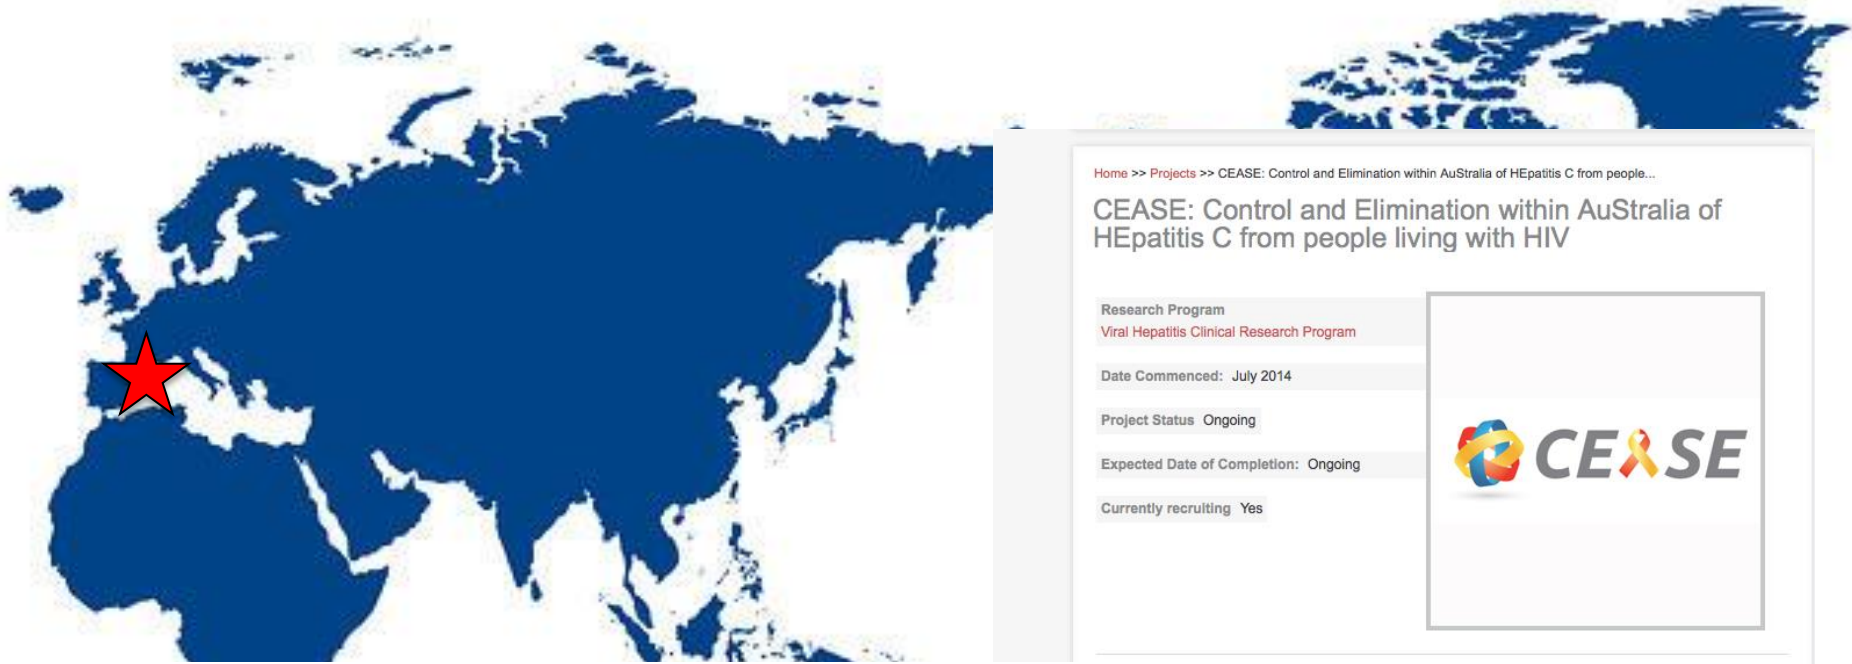 Home >> Projects >> CEASE: Control and Elimination within AuStralia of HEpatitis C from people...
CEASE: Control and Elimination within AuStralia of
HEpatitis C from people living with HIV
Research Program
Viral Hepatitis Clinical Research Program
Date Commenced: July 2014
Project Status Ongoing
Expected Date of Completion: Ongoing
Currently recruiting Yes
CEASE